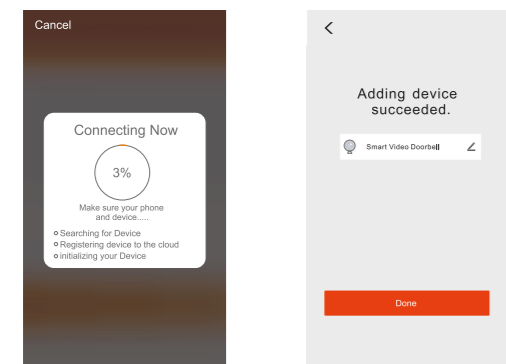 Cancel
Connecting Now
3%
Make sure your phone
and device.....
Searching for Device
Registering device to the cloud
initializing your Device
Adding device
succeeded.
Smart Video Doorbell
Done